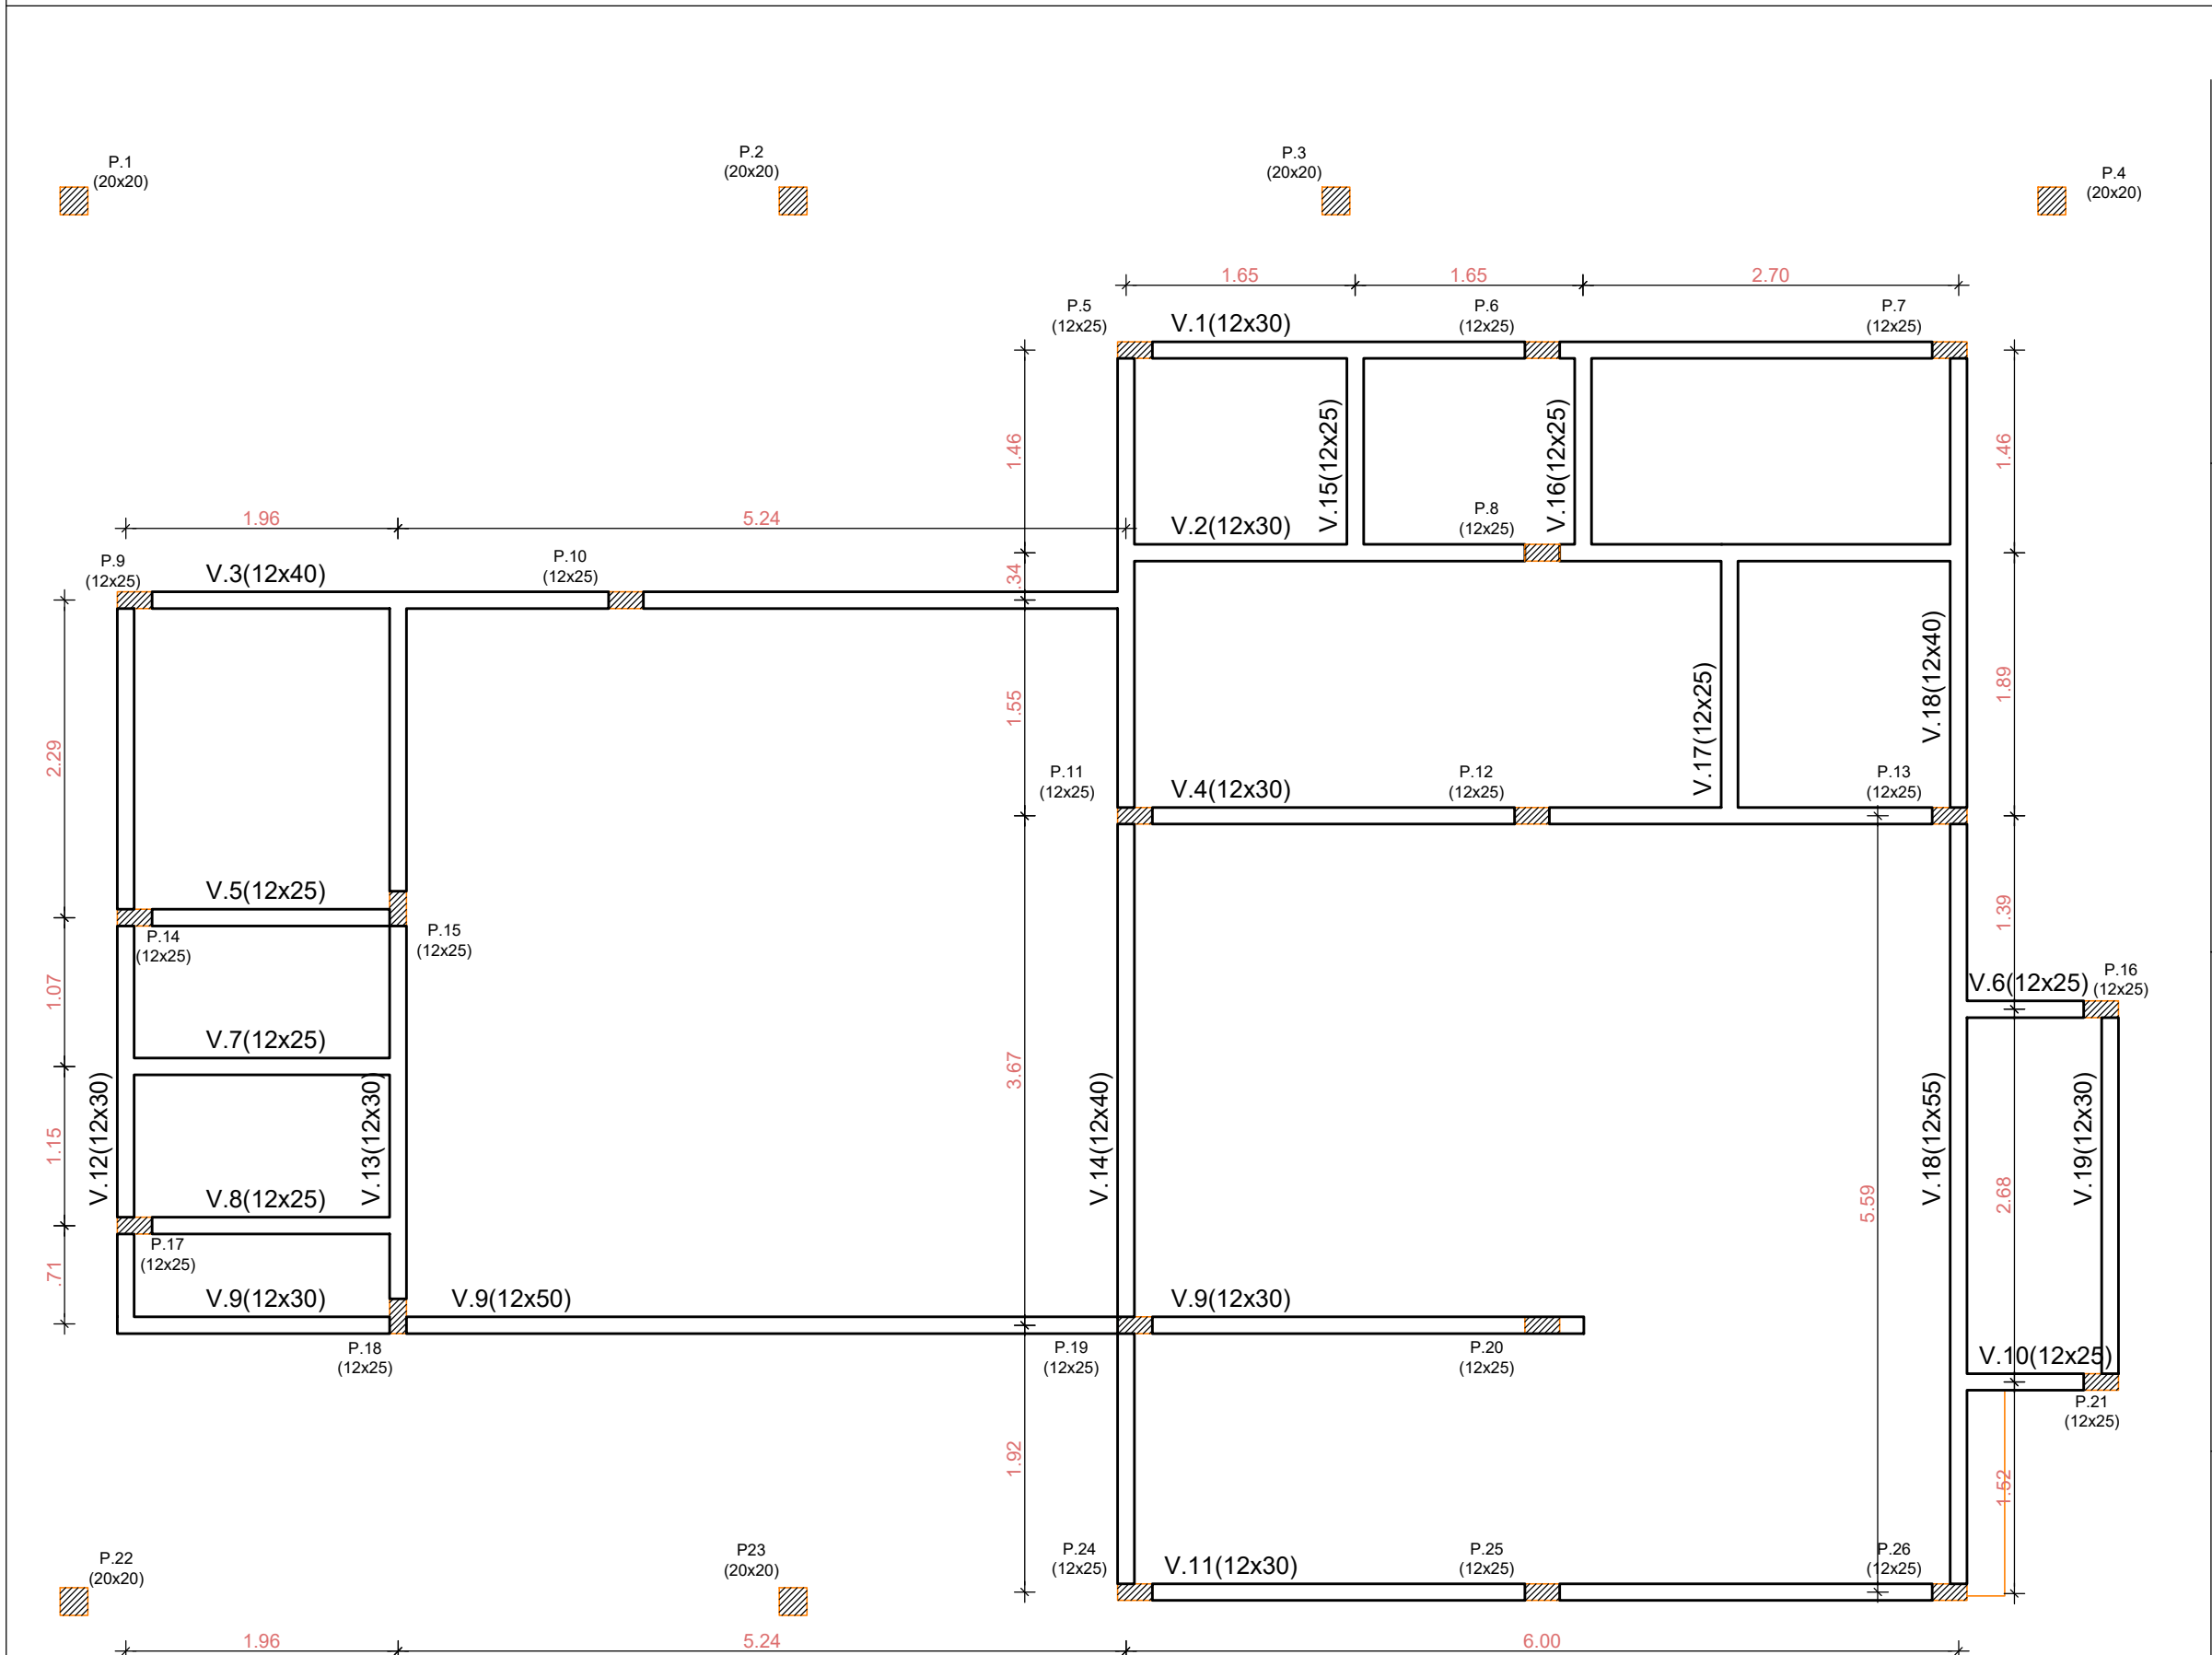 P.1
(20x20)
P.2
(20x20)
P.3
(20x20)
P.4
(20x20)
1.65
1.65
2.70
P.5
(12x25)
V.1(12x30)
P.6
(12x25)
P.7
(12x25)
1.46
V.15(12x25)
V.16(12x25)
1.46
1.96
5.24
V.2(12x30)
P.8
(12x25)
P.9
(12x25)
V.3(12x40)
P.10
(12x25)
.34
2.29
1.55
V.17(12x25)
V.18(12x40)
1.89
P.11
(12x25)
V.4(12x30)
P.12
(12x25)
P.13
(12x25)
V.5(12x25)
P.14
(12x25)
P.15
(12x25)
1.39
1.07
V.6(12x25)
P.16
(12x25)
V.7(12x25)
3.67
V.12(12x30)
V.13(12x30)
V.14(12x40)
V.18(12x55)
V.19(12x30)
1.15
5.59
2.68
V.8(12x25)
P.17
(12x25)
.71
V.9(12x30)
V.9(12x50)
V.9(12x30)
P.18
(12x25)
P.19
(12x25)
P.20
(12x25)
V.10(12x25)
P.21
(12x25)
1.92
1.52
P.22
(20x20)
P23
(20x20)
P.24
(12x25)
V.11(12x30)
P.25
(12x25)
P.26
(12x25)
1.96
5.24
6.00